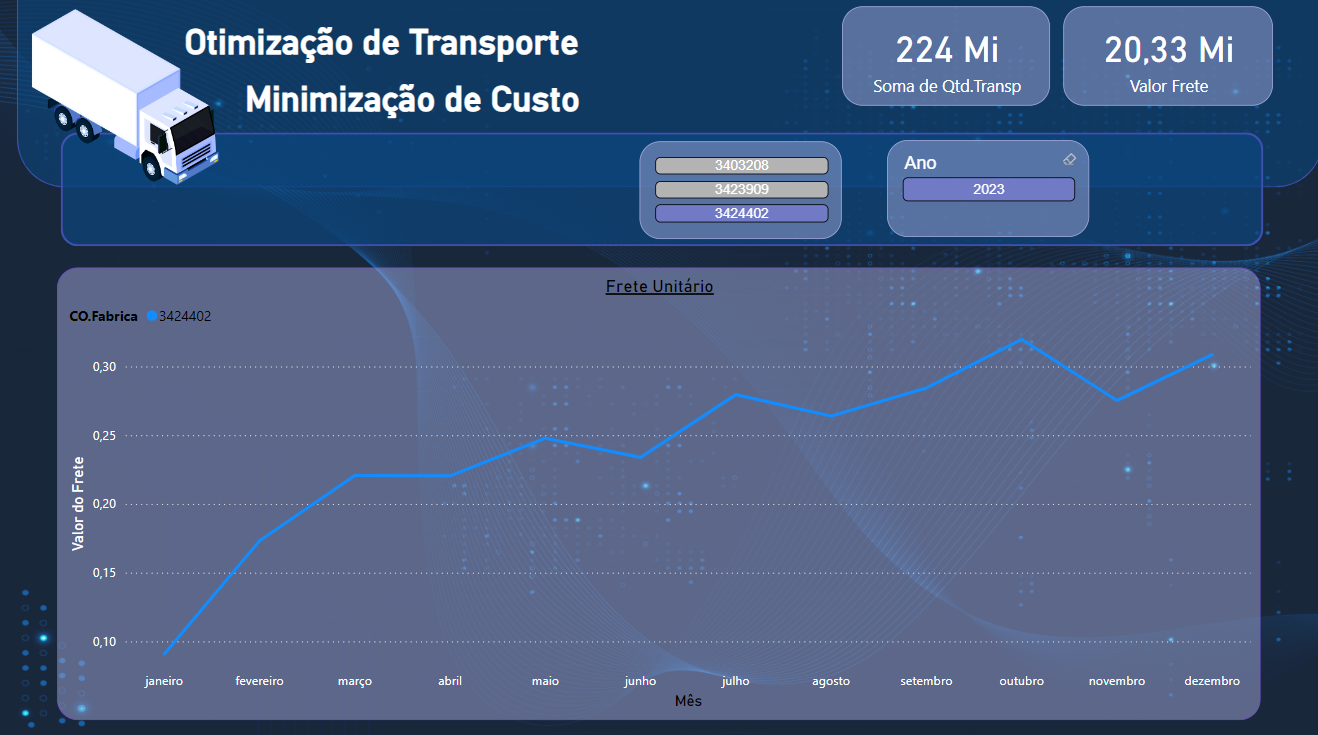 Otimização de Transporte
Minimização de Custo
224 Mi
Soma de Qtd.Transp
20,33 Mi
Valor Frete
3403208
3423909
3424402
Ano
2023
Frete Unitário
CO.Fabrica 3424402
Valor do Frete
0,30
0,25
0,20
0,15
0,10
janeiro fevereiro março abril maio junho julho agosto setembro outubro novembro dezembro
Mês